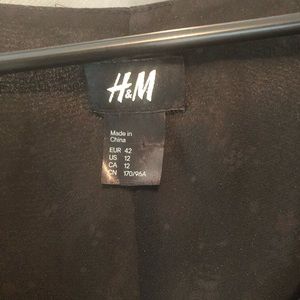 H&M
Made in
China
EUR 42
US 12
CA 12
CN 170/96A